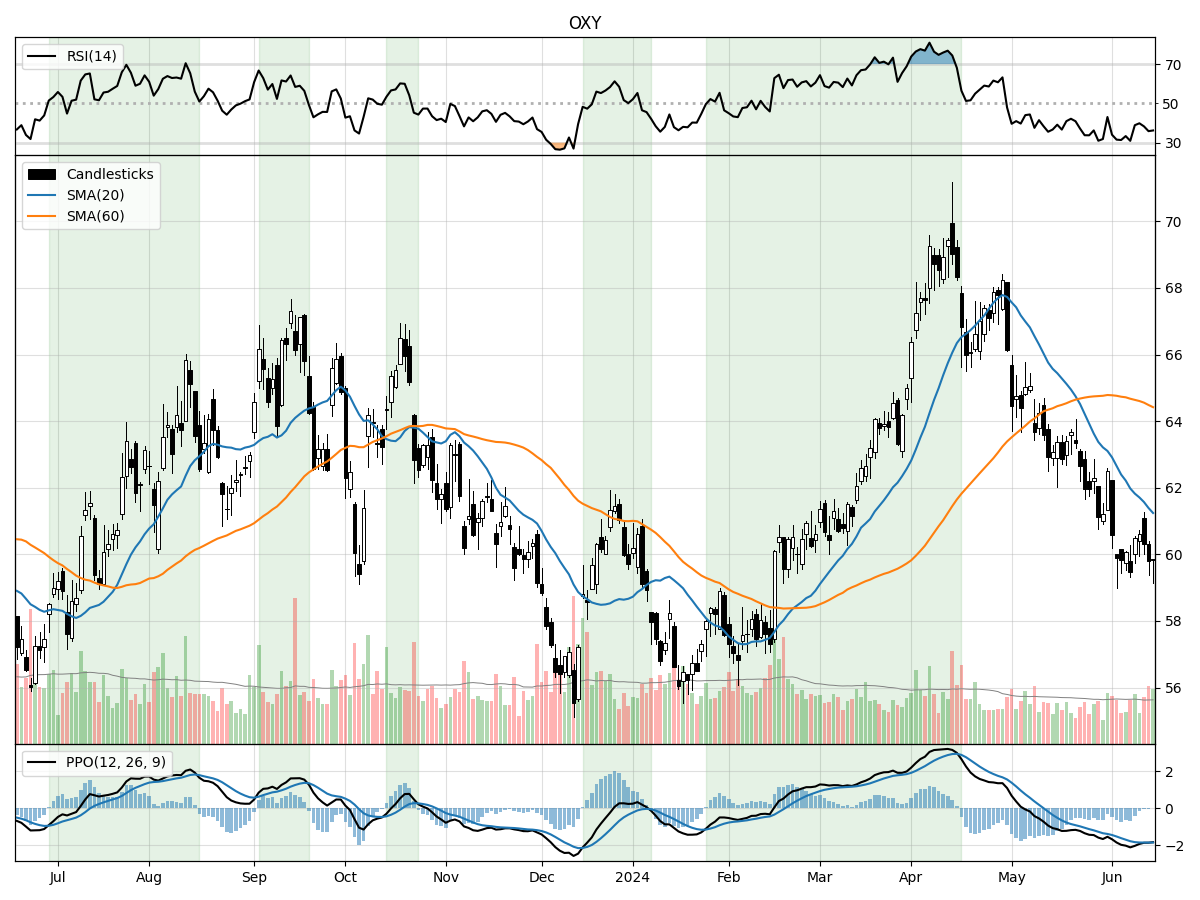 OXY
RSI(14)
70
50
30
Candlesticks
SMA(20)
SMA(60)
70
68
66
64
62
60
58
56
PPO(12, 26, 9)
2
0
−2
Jul Aug Sep Oct Nov Dec 2024 Feb Mar Apr May Jun